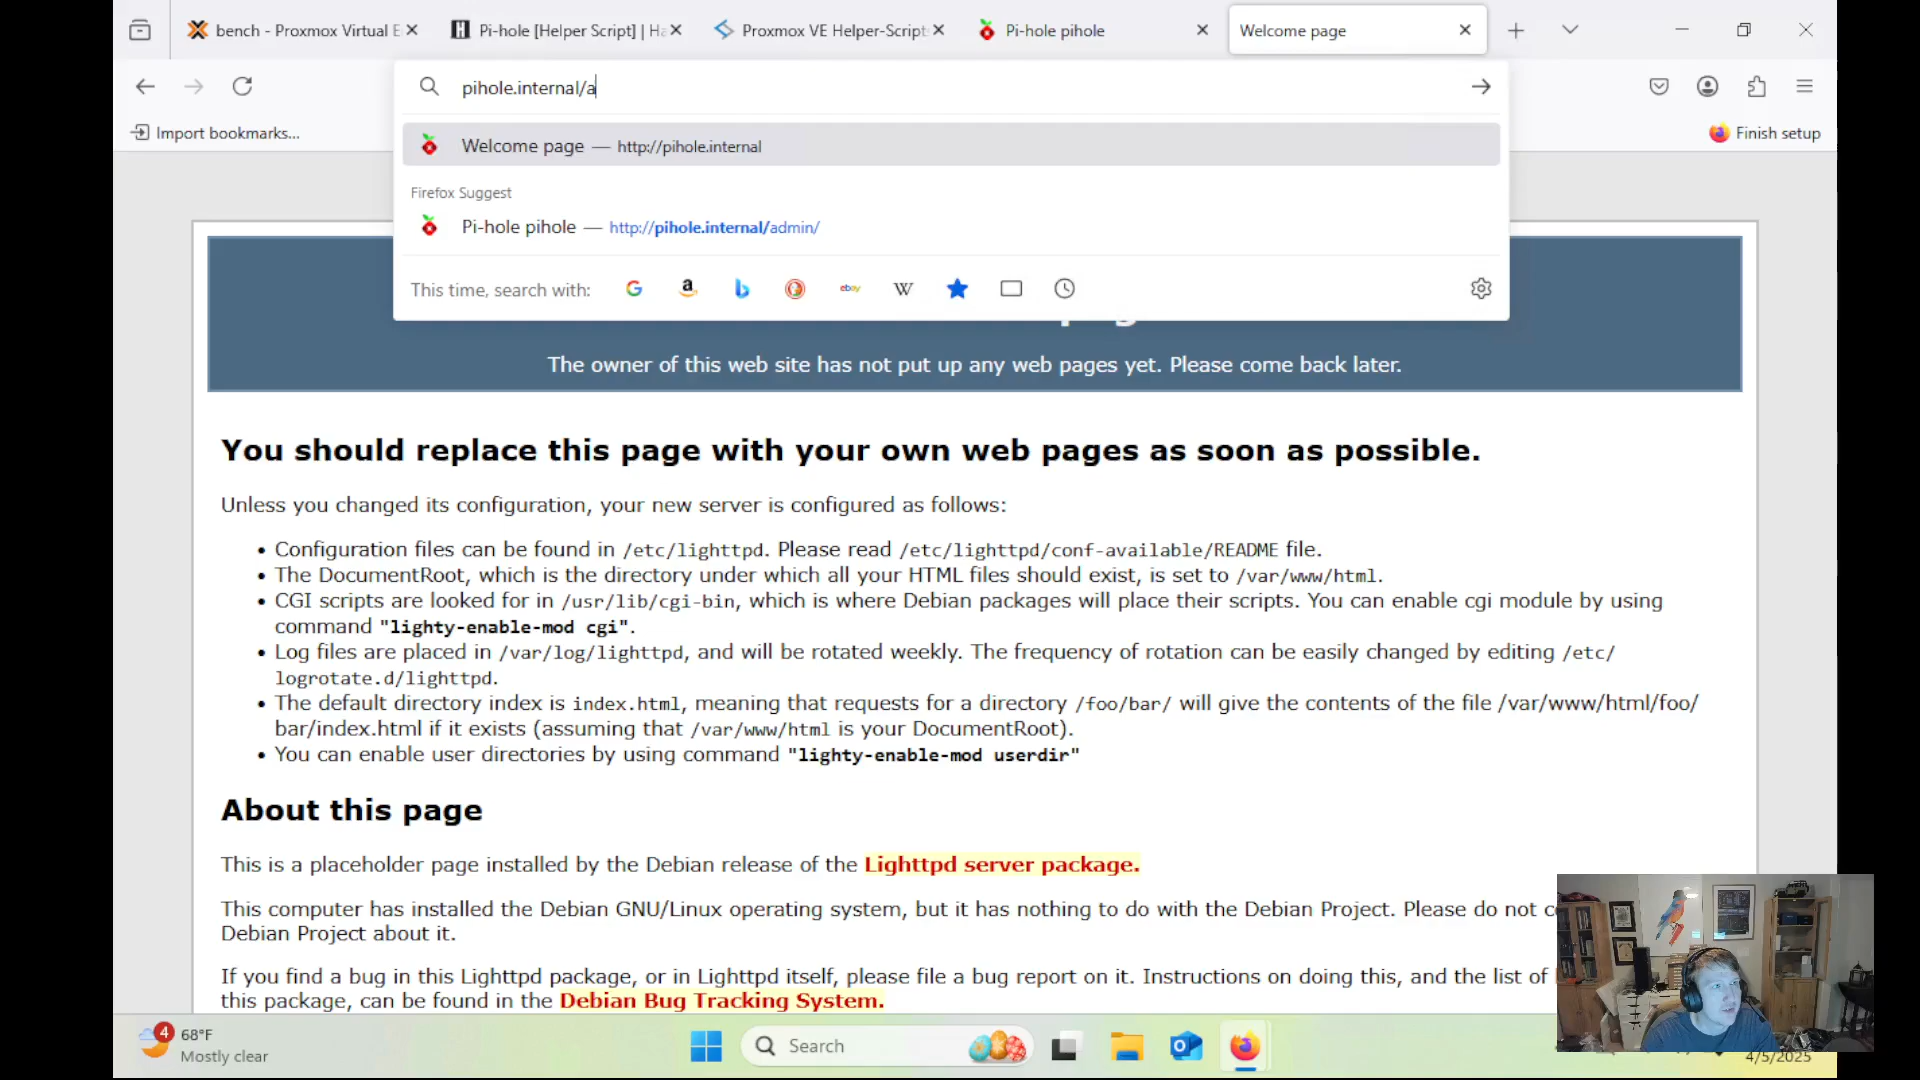 bench - Proxmox Virtual E
Pi-hole [Helper Script] | Ha
Proxmox VE Helper-Scripts
Pi-hole pihole
Welcome page
pihole.internal/a
Import bookmarks...
Finish setup
Welcome page — http://pihole.internal
Firefox Suggest
Pi-hole pihole — http://pihole.internal/admin/
This time, search with:
G
a
b
ebay
W
The owner of this web site has not put up any web pages yet. Please come back later.
You should replace this page with your own web pages as soon as possible.
Unless you changed its configuration, your new server is configured as follows:
• Configuration files can be found in /etc/lighttpd. Please read /etc/lighttpd/conf-available/README file.
• The DocumentRoot, which is the directory under which all your HTML files should exist, is set to /var/www/html.
• CGI scripts are looked for in /usr/lib/cgi-bin, which is where Debian packages will place their scripts. You can enable cgi module by using
command "lighty-enable-mod cgi".
• Log files are placed in /var/log/lighttpd, and will be rotated weekly. The frequency of rotation can be easily changed by editing /etc/
logrotate.d/lighttpd.
• The default directory index is index.html, meaning that requests for a directory /foo/bar/ will give the contents of the file /var/www/html/foo/
bar/index.html if it exists (assuming that /var/www/html is your DocumentRoot).
• You can enable user directories by using command "lighty-enable-mod userdir"
About this page
This is a placeholder page installed by the Debian release of the Lighttpd server package.
This computer has installed the Debian GNU/Linux operating system, but it has nothing to do with the Debian Project. Please do not c
Debian Project about it.
If you find a bug in this Lighttpd package, or in Lighttpd itself, please file a bug report on it. Instructions on doing this, and the list of
this package, can be found in the Debian Bug Tracking System.
4
68°F
Mostly clear
Search
4/5/2025